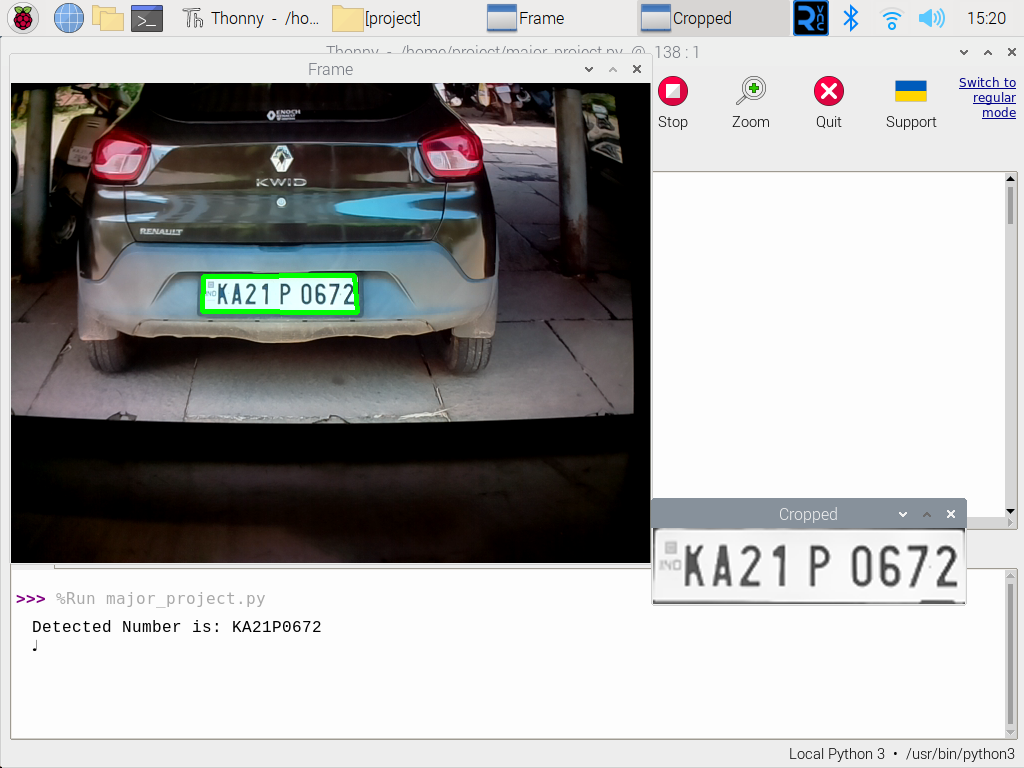 Thonny - /ho...
[project]
Frame
Cropped
15:20
Thonny - /home/project/major_project.py @ 138 : 1
Frame
Switch to
regular
mode
Stop
Zoom
Quit
Support
ENOCH
KWID
RENAULT
IND
KA21 P 0672
Cropped
IND
KA21 P 0672
>>> %Run major_project.py
Detected Number is: KA21P0672
Local Python 3 • /usr/bin/python3